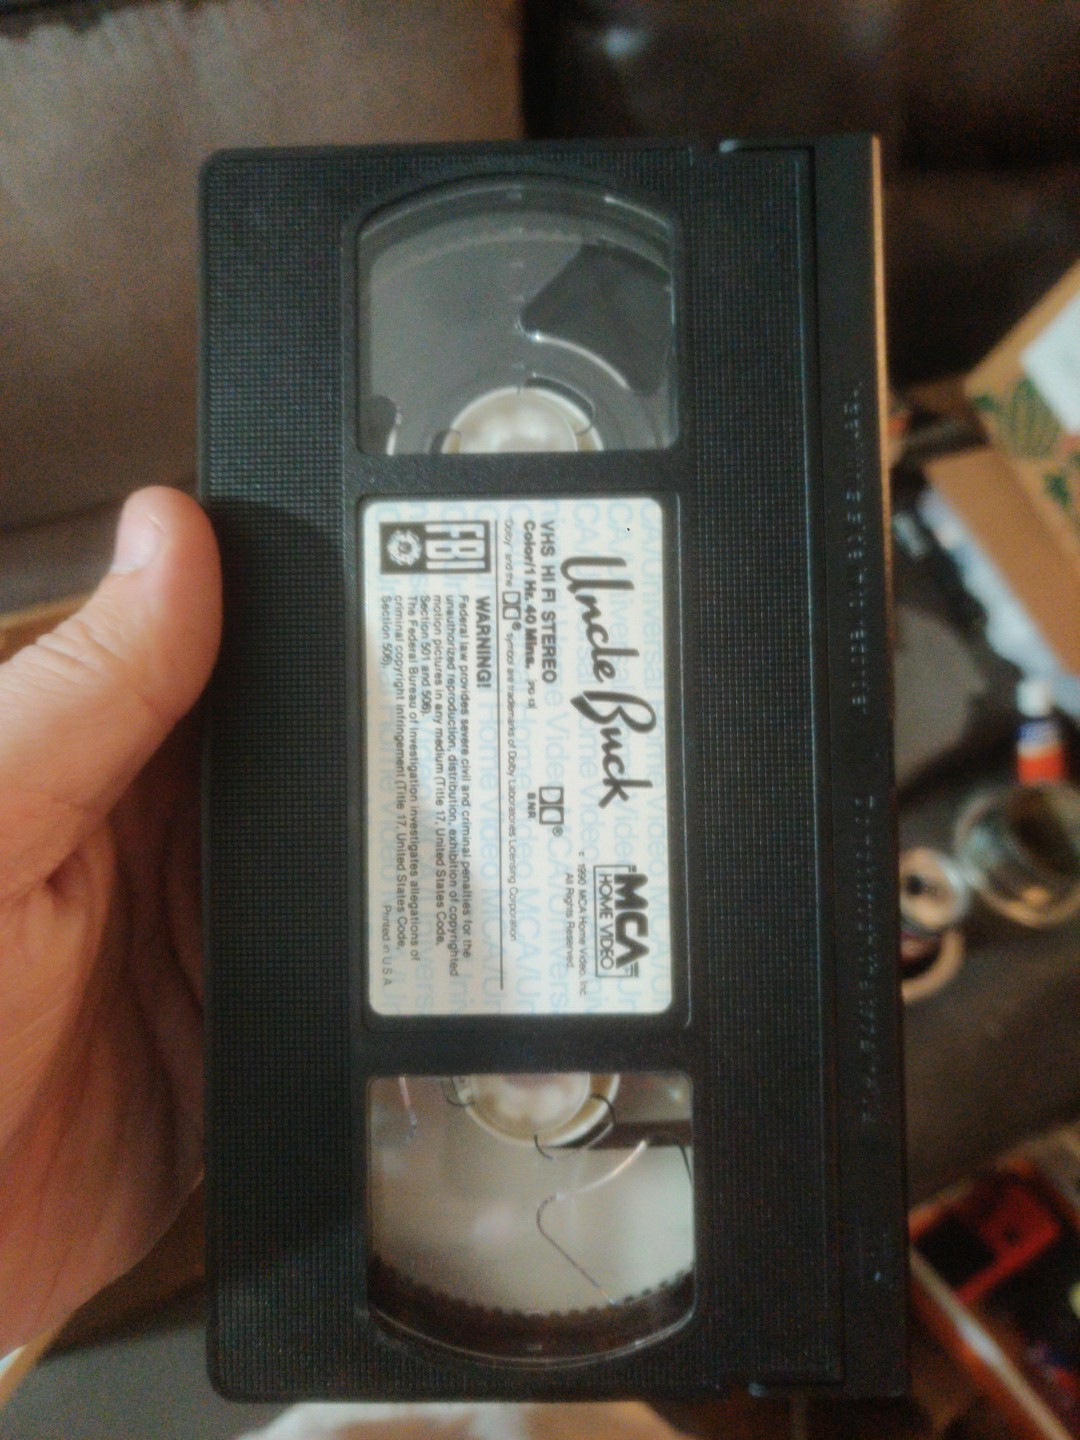 Uncle Buck
MCA
HOME VIDEO
VHS HI FI STEREO
Color/1 Hr. 40 Mins. PG
B NR
© 1990 MCA Home Video, Inc.
All Rights Reserved.
"Dolby" and the ® symbol are trademarks of Dolby Laboratories Licensing Corporation
FBI
WARNING!
Federal law provides severe civil and criminal penalties for the
unauthorized reproduction, distribution, exhibition of copyrighted
motion pictures in any medium (Title 17, United States Code,
Section 501 and 506).
The Federal Bureau of Investigation investigates allegations of
criminal copyright infringement (Title 17, United States Code,
Section 506).
Printed in U S A